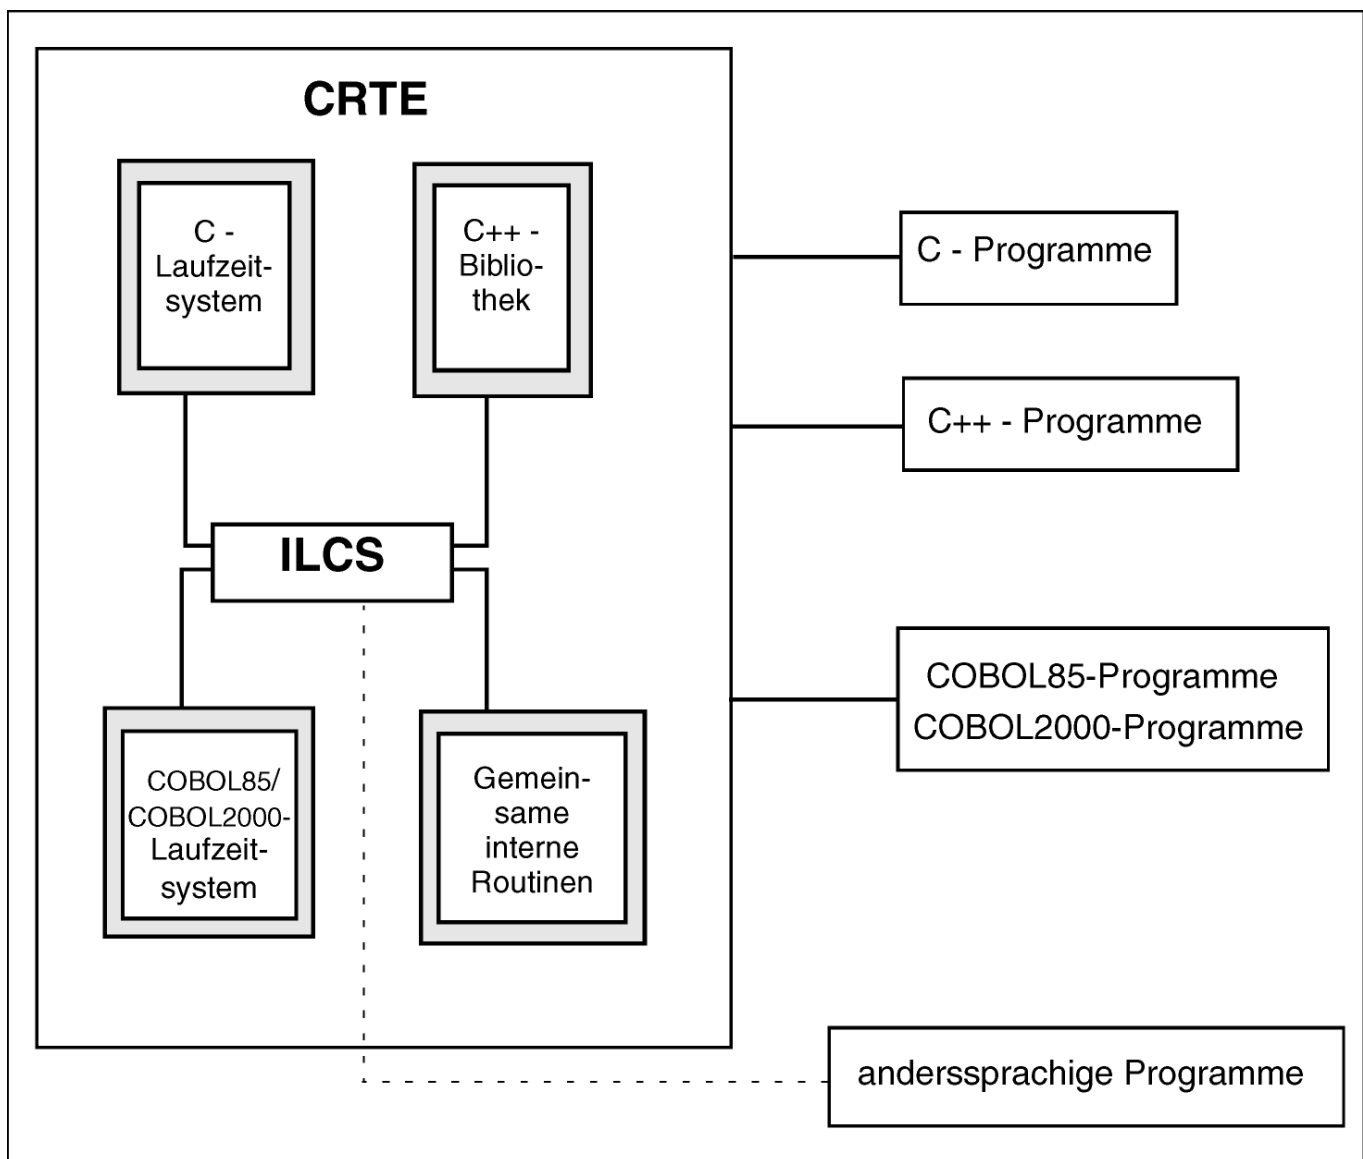 CRTE
C -
Laufzeit-
system
C++ -
Biblio-
thek
ILCS
COBOL85/
COBOL2000-
Laufzeit-
system
Gemein-
same
interne
Routinen
C - Programme
C++ - Programme
COBOL85-Programme
COBOL2000-Programme
anderssprachige Programme